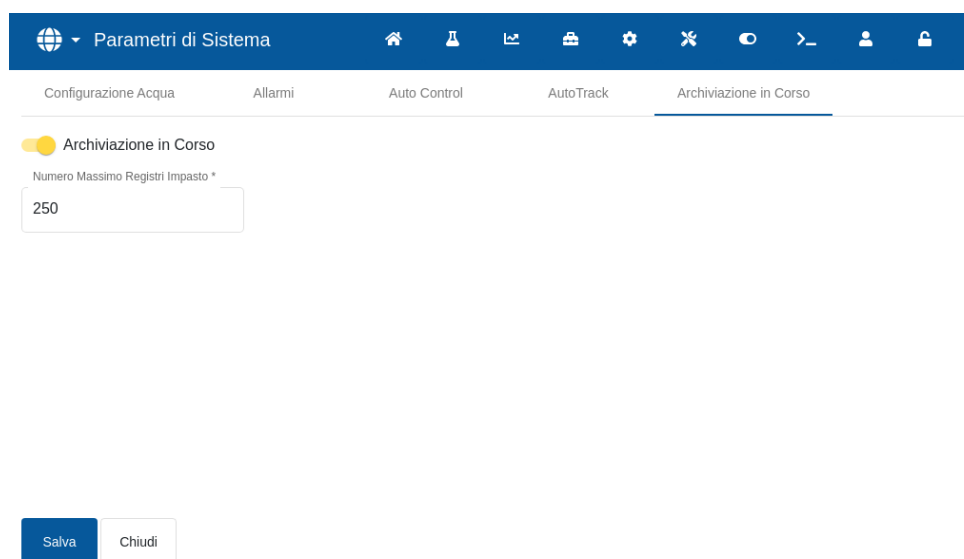 Parametri di Sistema
Configurazione Acqua Allarmi Auto Control AutoTrack Archiviazione in Corso
Archiviazione in Corso
Numero Massimo Registri Impasto *
250
Salva Chiudi